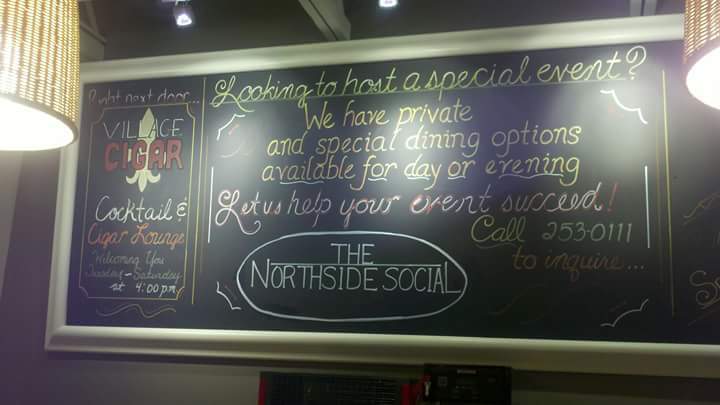 Right next door...
VILLAGE
CIGAR
Cocktail &
Cigar Lounge
Welcoming You
Tuesday - Saturday
at 4:00 pm
Looking to host a special event?
We have private
and special dining options
available for day or evening
Let us help your event succeed!
Call 253-0111
to inquire...
THE
NORTHSIDE SOCIAL